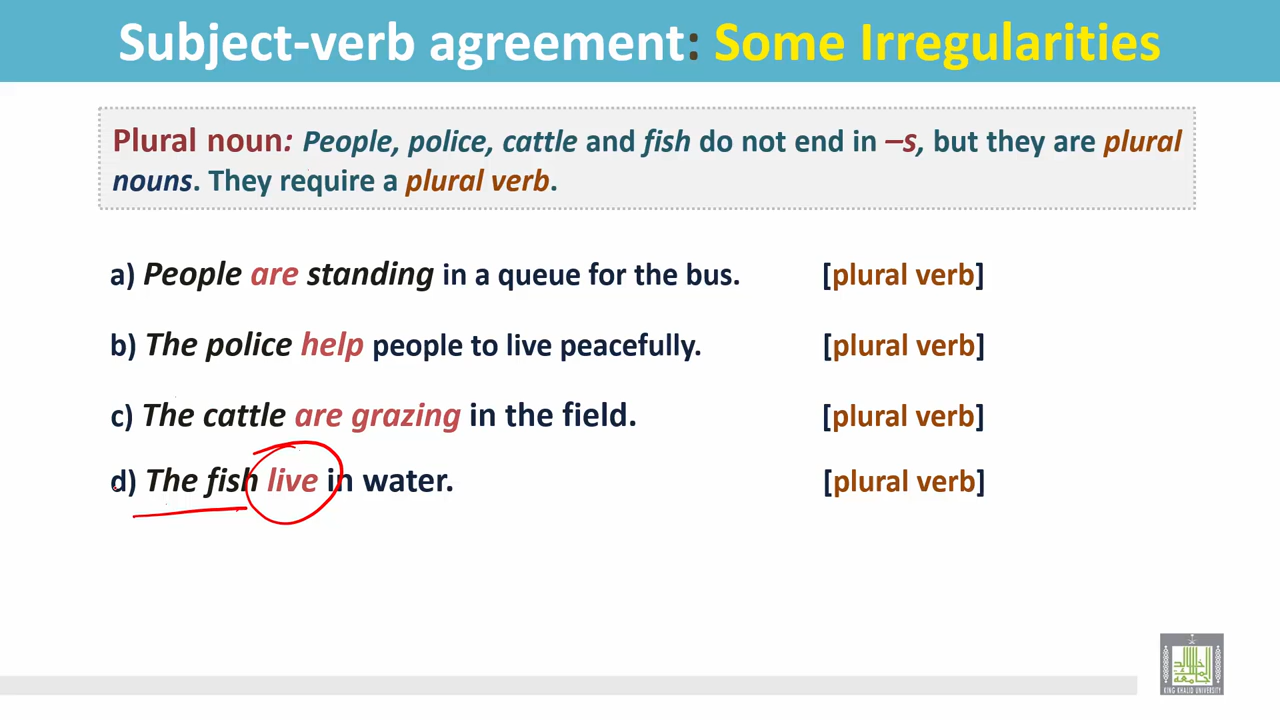 Subject-verb agreement: Some Irregularities
Plural noun: People, police, cattle and fish do not end in –s, but they are plural
nouns. They require a plural verb.
a) People are standing in a queue for the bus. [plural verb]
b) The police help people to live peacefully. [plural verb]
c) The cattle are grazing in the field. [plural verb]
d) The fish live in water. [plural verb]
KING KHALID UNIVERSITY